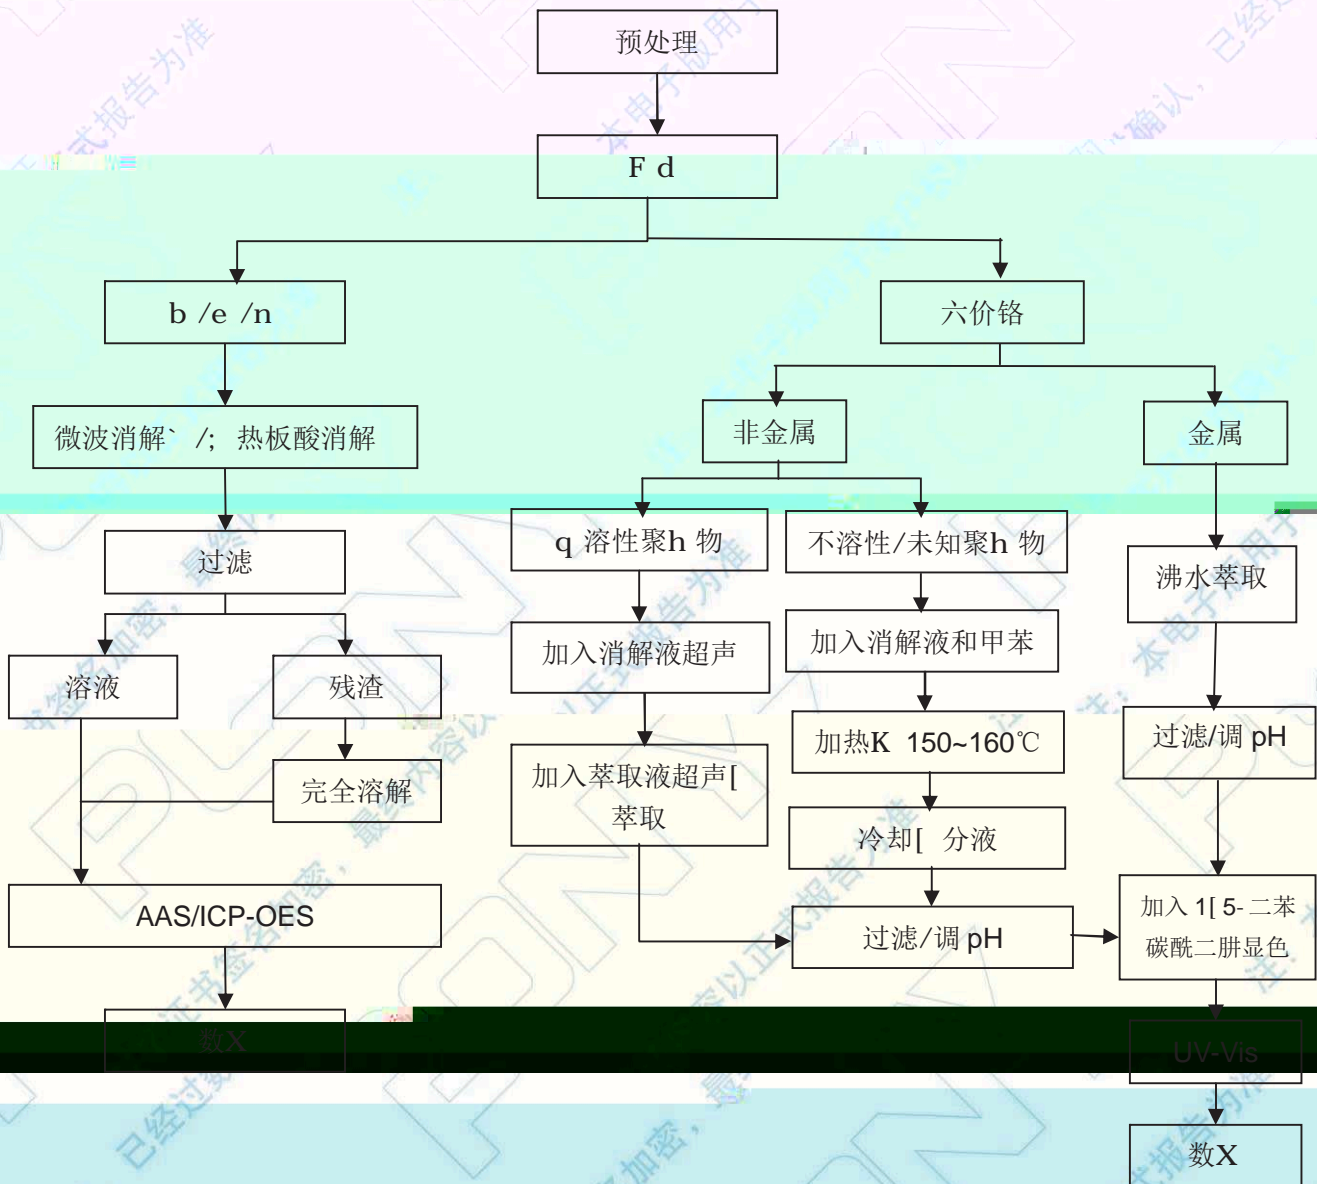 预处理
F d
b /e /n
六价铬
微波消解` /; 热板酸消解
非金属
金属
过滤
q 溶性聚h 物
不溶性/未知聚h 物
沸水萃取
溶液
残渣
加入消解液超声
加入消解液和甲苯
完全溶解
加入萃取液超声[
萃取
加热K 150~160℃
过滤/调 pH
冷却[ 分液
AAS/ICP-OES
过滤/调 pH
加入 1[ 5- 二苯
碳酰二肼显色
数X
UV-Vis
数X